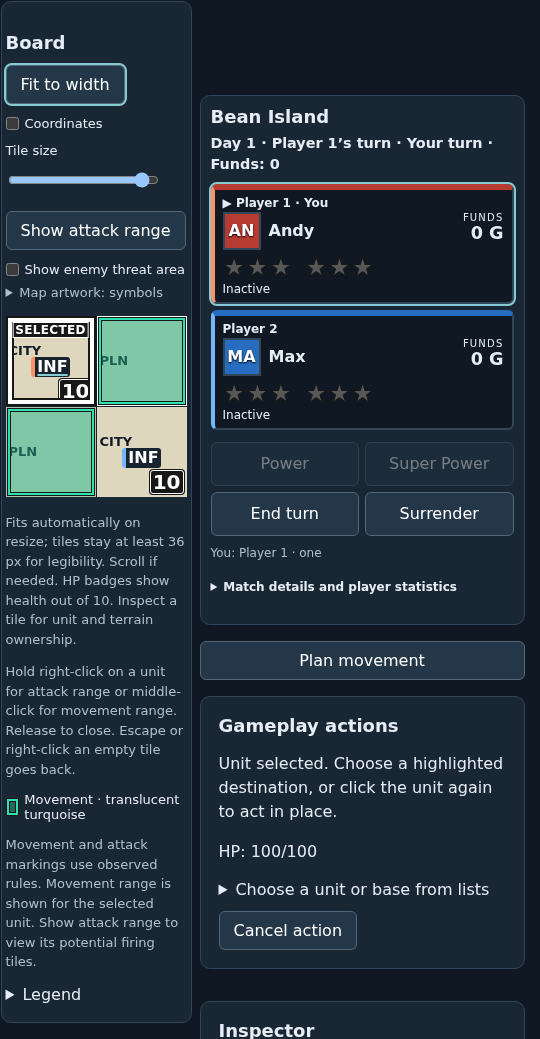 Board
Fit to width
Coordinates
Tile size
Show attack range
Show enemy threat area
▶ Map artwork: symbols
SELECTED
CITY
INF
10
PLN
PLN
CITY
INF
10
Fits automatically on
resize; tiles stay at least 36
px for legibility. Scroll if
needed. HP badges show
health out of 10. Inspect a
tile for unit and terrain
ownership.
Hold right-click on a unit
for attack range or middle-
click for movement range.
Release to close. Escape or
right-click an empty tile
goes back.
Movement · translucent
turquoise
Movement and attack
markings use observed
rules. Movement range is
shown for the selected
unit. Show attack range to
view its potential firing
tiles.
▶ Legend
Bean Island
Day 1 · Player 1’s turn · Your turn ·
Funds: 0
▶ Player 1 · You
AN Andy
FUNDS
0 G
★★★ ★★★
Inactive
Player 2
MA Max
FUNDS
0 G
★★★ ★★★
Inactive
Power
Super Power
End turn
Surrender
You: Player 1 · one
▶ Match details and player statistics
Plan movement
Gameplay actions
Unit selected. Choose a highlighted
destination, or click the unit again
to act in place.
HP: 100/100
▶ Choose a unit or base from lists
Cancel action
Inspector